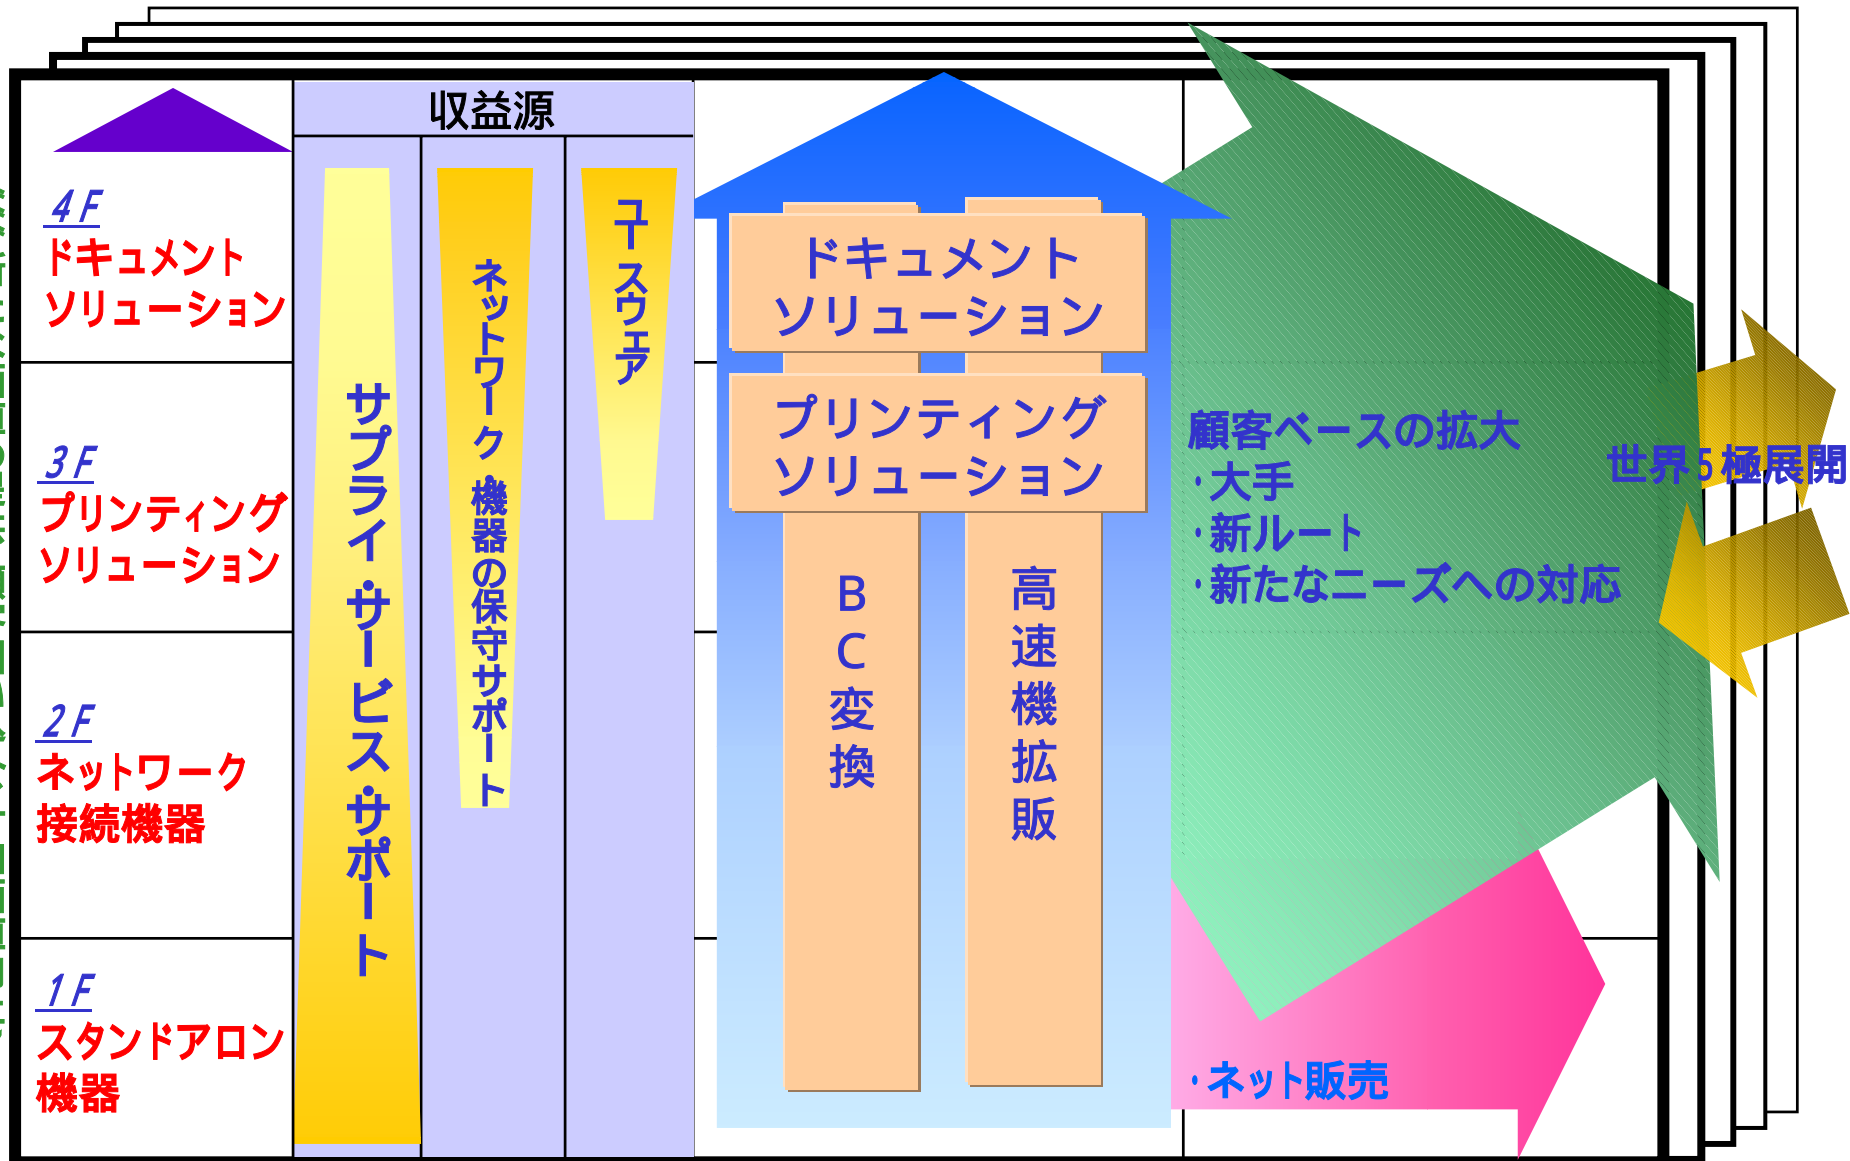 収益源
4F
ドキュメント
ソリューション
3F
プリンティング
ソリューション
2F
ネットワーク
接続機器
1F
スタンドアロン
機器
サプライ・サービス・サポート
ネットワーク・機器の保守サポート
ユースウェア
ドキュメント
ソリューション
プリンティング
ソリューション
BC変換
高速機拡販
顧客ベースの拡大
・大手
・新ルート
・新たなニーズへの対応
世界5極展開
・ネット販売